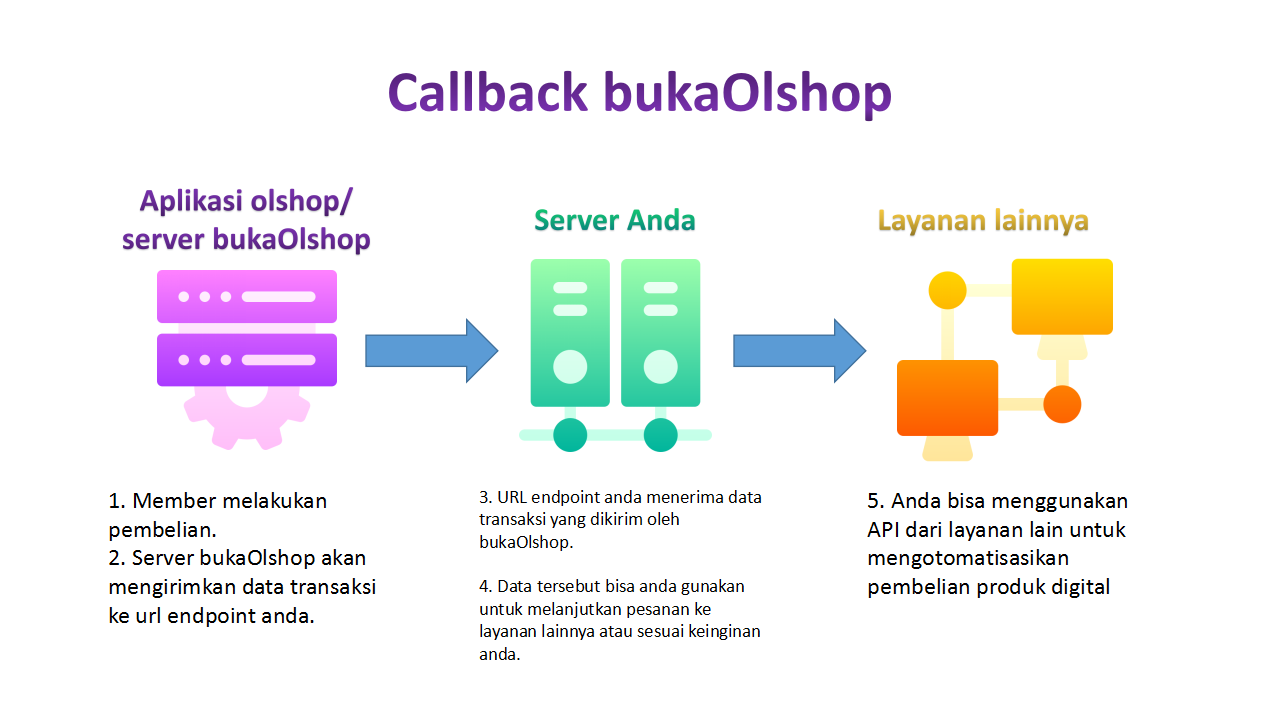 Callback bukaOlshop
Aplikasi olshop/
server bukaOlshop
Server Anda
Layanan lainnya
1. Member melakukan
pembelian.
2. Server bukaOlshop akan
mengirimkan data transaksi
ke url endpoint anda.
3. URL endpoint anda menerima data
transaksi yang dikirim oleh
bukaOlshop.
4. Data tersebut bisa anda gunakan
untuk melanjutkan pesanan ke
layanan lainnya atau sesuai keinginan
anda.
5. Anda bisa menggunakan
API dari layanan lain untuk
mengotomatisasikan
pembelian produk digital